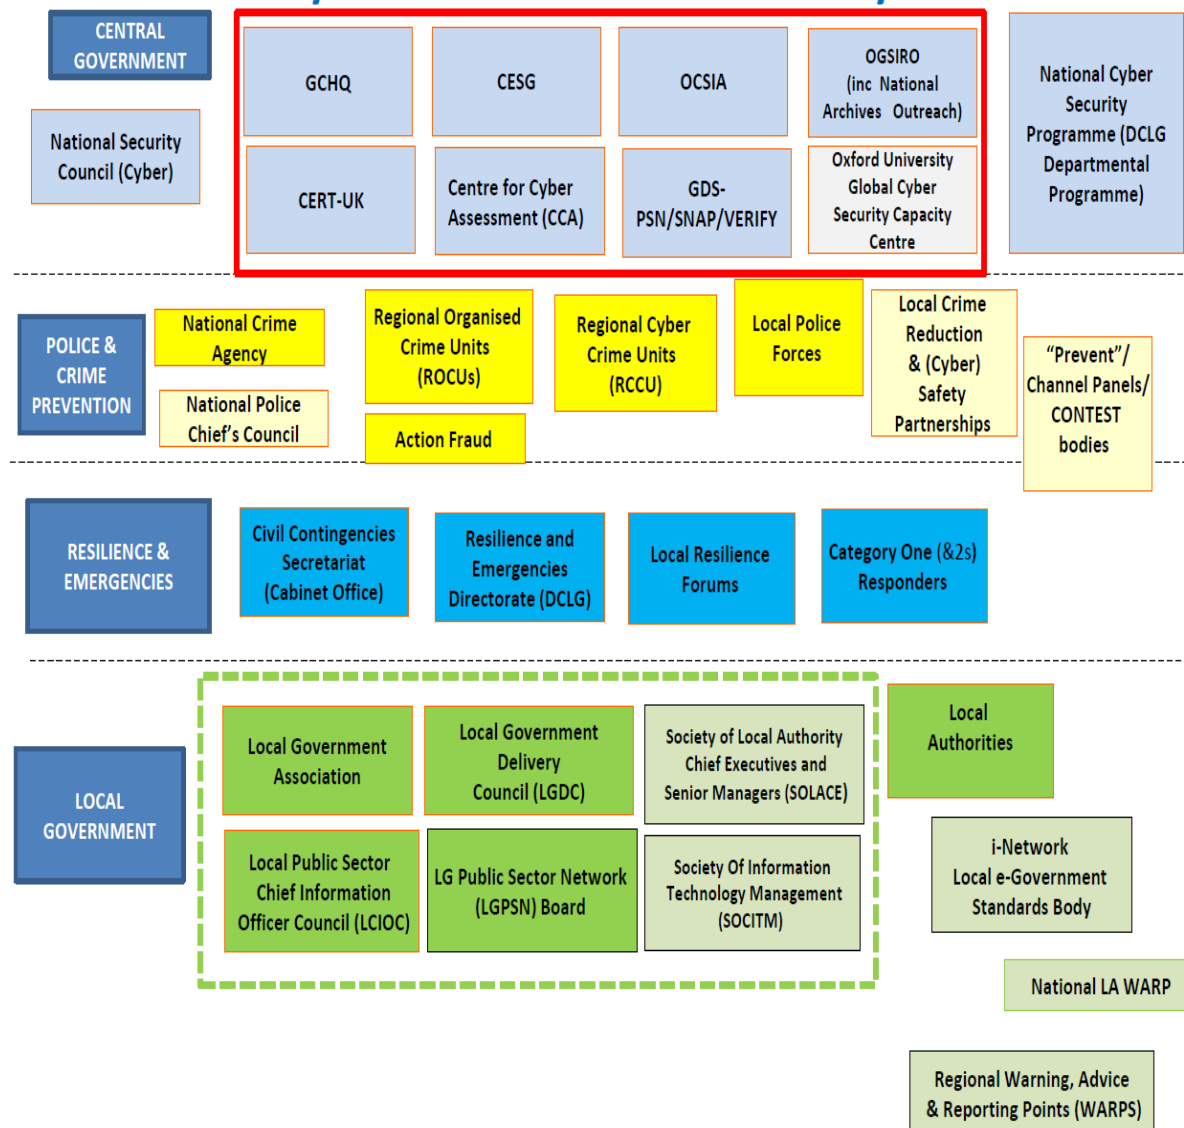 CENTRAL
GOVERNMENT
GCHQ
CESG
OCSIA
OGSIRO
(inc National
Archives Outreach)
National Cyber
Security
Programme (DCLG
Departmental
Programme)
National Security
Council (Cyber)
CERT-UK
Centre for Cyber
Assessment (CCA)
GDS-
PSN/SNAP/VERIFY
Oxford University
Global Cyber
Security Capacity
Centre
POLICE &
CRIME
PREVENTION
National Crime
Agency
National Police
Chief's Council
Regional Organised
Crime Units
(ROCUs)
Action Fraud
Regional Cyber
Crime Units
(RCCU)
Local Police
Forces
Local Crime
Reduction
& (Cyber)
Safety
Partnerships
“Prevent”/
Channel Panels/
CONTEST
bodies
RESILIENCE &
EMERGENCIES
Civil Contingencies
Secretariat
(Cabinet Office)
Resilience and
Emergencies
Directorate (DCLG)
Local Resilience
Forums
Category One (&2s)
Responders
LOCAL
GOVERNMENT
Local Government
Association
Local Government
Delivery
Council (LGDC)
Society of Local Authority
Chief Executives and
Senior Managers (SOLACE)
Local
Authorities
Local Public Sector
Chief Information
Officer Council (LCIOC)
LG Public Sector Network
(LGPSN) Board
Society Of Information
Technology Management
(SOCITM)
i-Network
Local e-Government
Standards Body
National LA WARP
Regional Warning, Advice
& Reporting Points (WARPS)